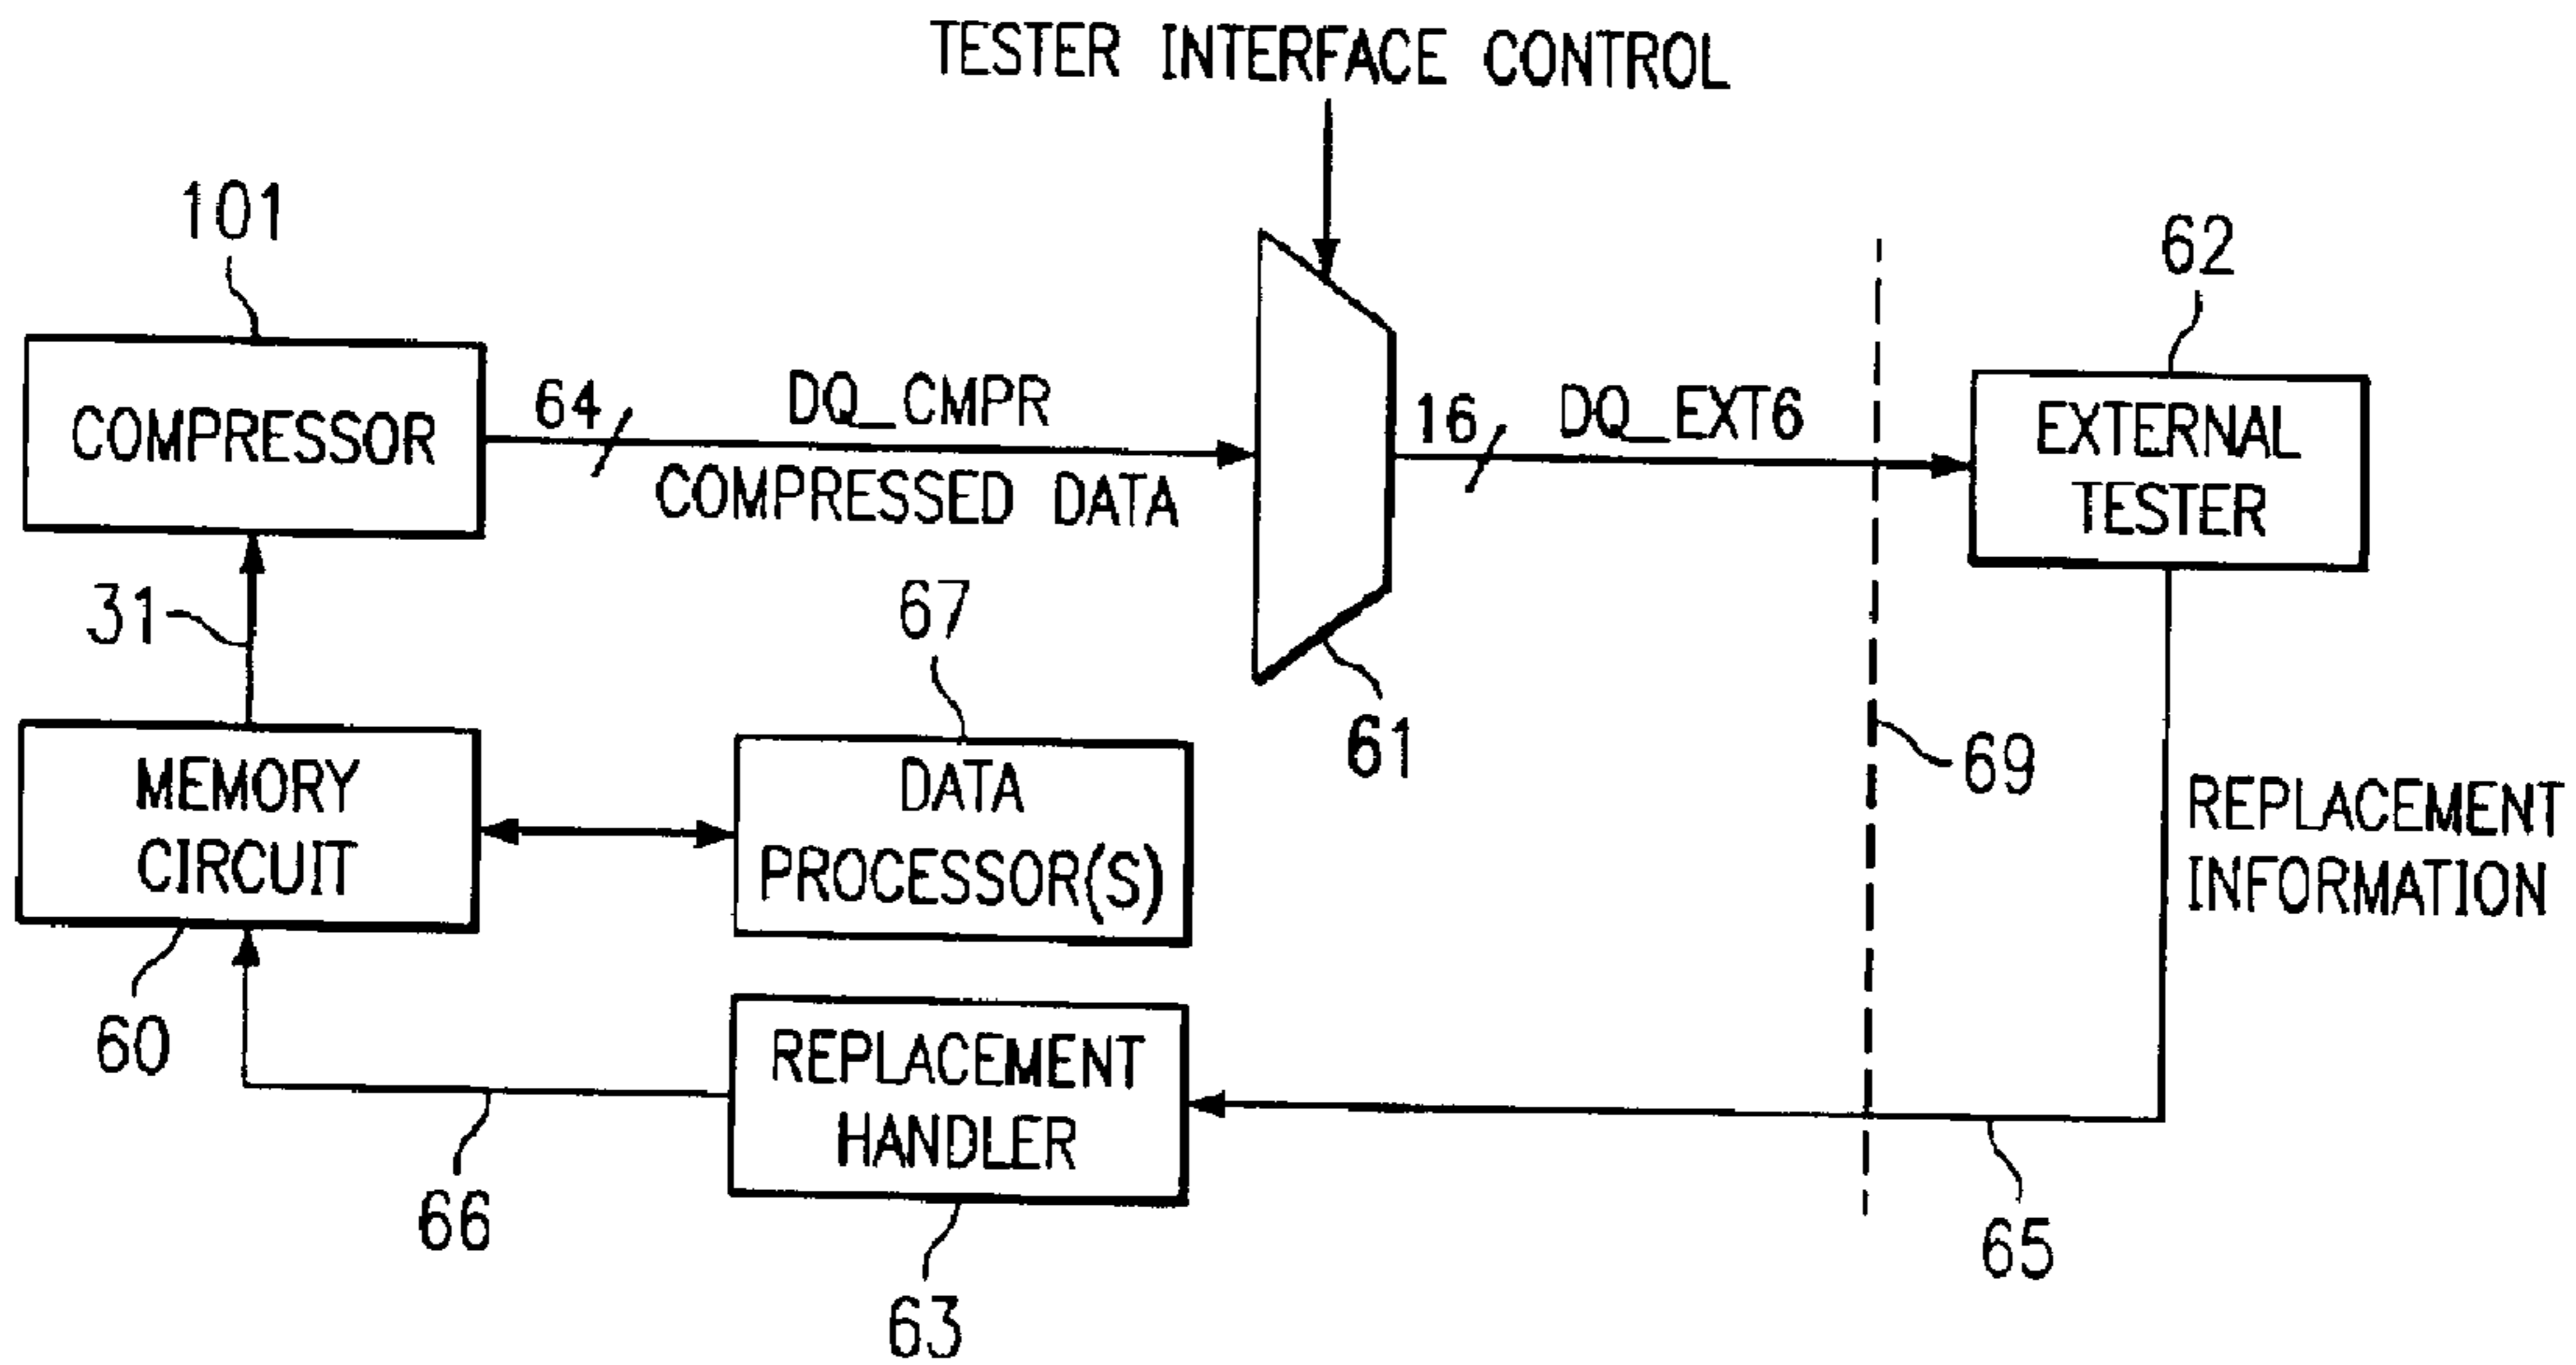 TESTER INTERFACE CONTROL
101
62
COMPRESSOR
64
DQ_CMPR
COMPRESSED DATA
16
DQ_EXT6
EXTERNAL
TESTER
31
67
61
69
MEMORY
CIRCUIT
DATA
PROCESSOR(S)
REPLACEMENT
INFORMATION
60
REPLACEMENT
HANDLER
66
63
65